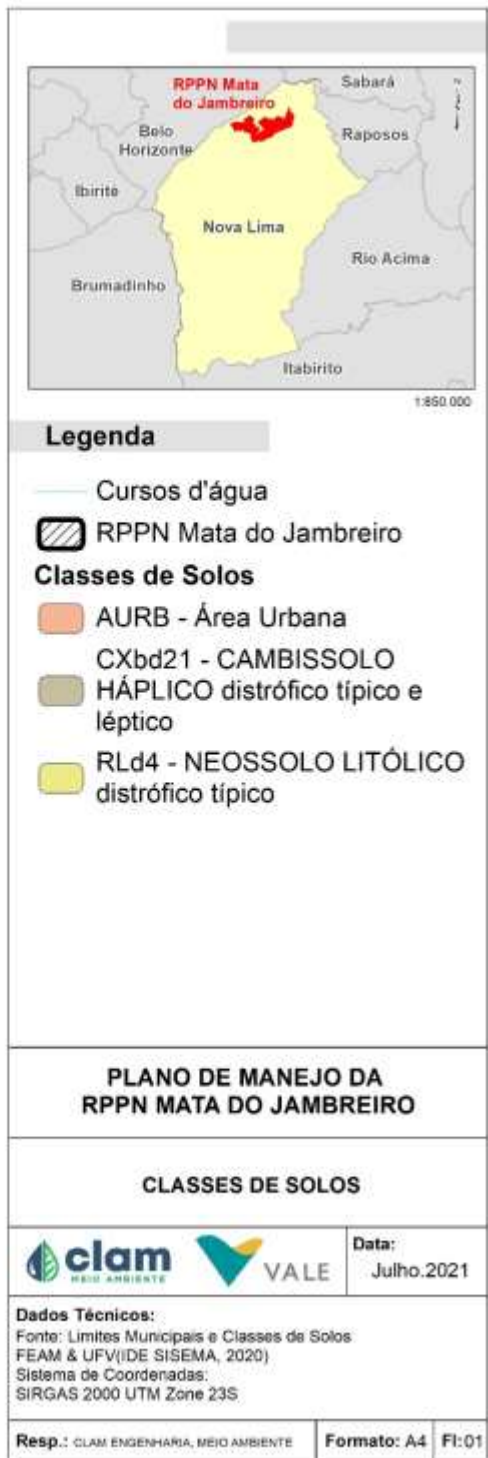 RPPN Mata
do Jambreiro
Sabará
Belo
Horizonte
Raposos
Ibirité
Nova Lima
Rio Acima
Brumadinho
Itabirito
1:850.000
Legenda
Cursos d'água
RPPN Mata do Jambreiro
Classes de Solos
AURB - Área Urbana
CXbd21 - CAMBISSOLO
HÁPLICO distrófico típico e
léptico
RLd4 - NEOSSOLO LITÓLICO
distrófico típico
PLANO DE MANEJO DA
RPPN MATA DO JAMBREIRO
CLASSES DE SOLOS
clam
MEIO AMBIENTE
VALE
Data:
Julho.2021
Dados Técnicos:
Fonte: Limites Municipais e Classes de Solos
FEAM & UFV(IDE SISEMA, 2020)
Sistema de Coordenadas:
SIRGAS 2000 UTM Zone 23S
Resp.: CLAM ENGENHARIA, MEIO AMBIENTE
Formato: A4
Fl:01